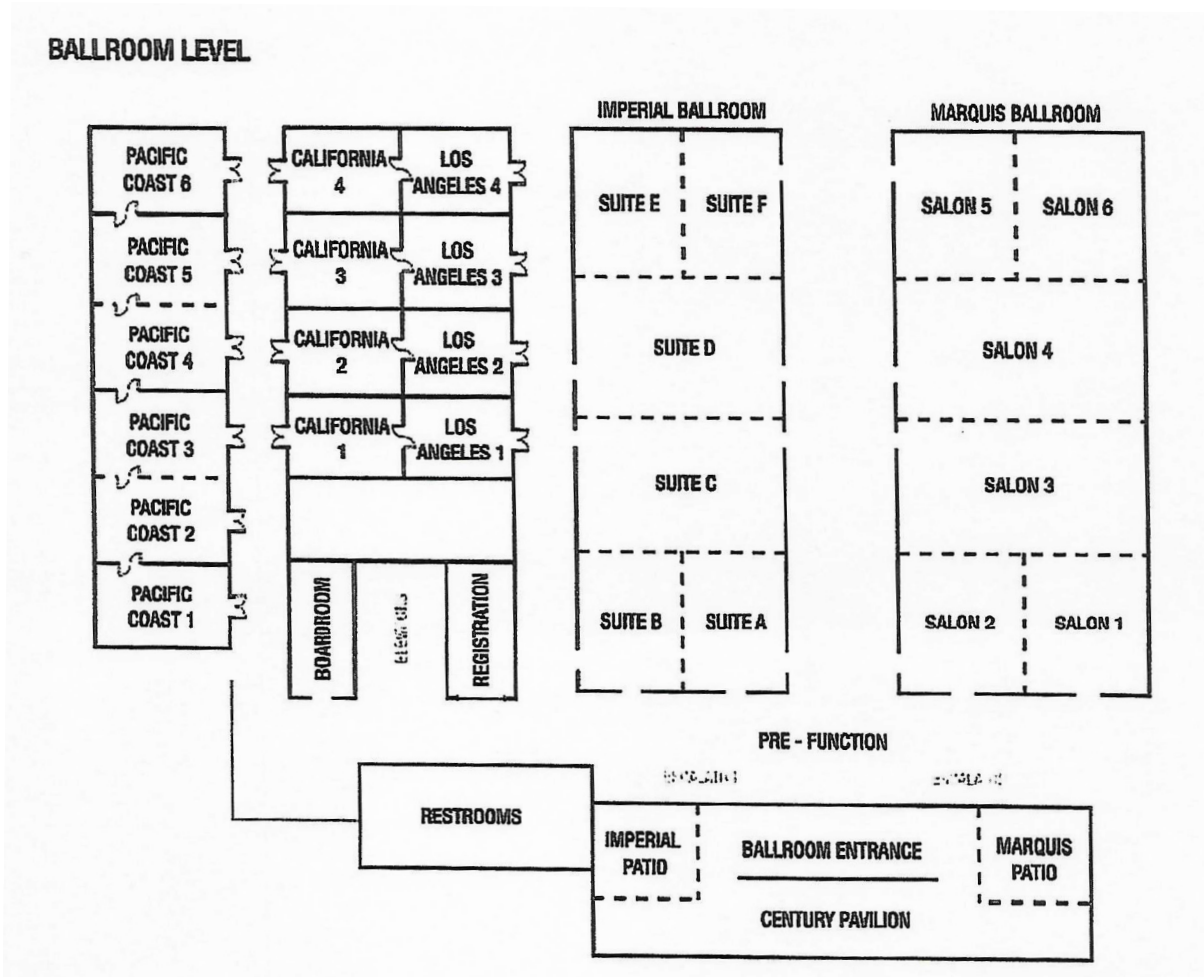 BALLROOM LEVEL
PACIFIC
COAST 6
PACIFIC
COAST 5
PACIFIC
COAST 4
PACIFIC
COAST 3
PACIFIC
COAST 2
PACIFIC
COAST 1
CALIFORNIA
4
LOS
ANGELES 4
CALIFORNIA
3
LOS
ANGELES 3
CALIFORNIA
2
LOS
ANGELES 2
CALIFORNIA
1
LOS
ANGELES 1
BOARDROOM
REGISTRATION
IMPERIAL BALLROOM
SUITE E
SUITE F
SUITE D
SUITE C
SUITE B
SUITE A
MARQUIS BALLROOM
SALON 5
SALON 6
SALON 4
SALON 3
SALON 2
SALON 1
PRE - FUNCTION
RESTROOMS
IMPERIAL
PATIO
BALLROOM ENTRANCE
MARQUIS
PATIO
CENTURY PAVILION